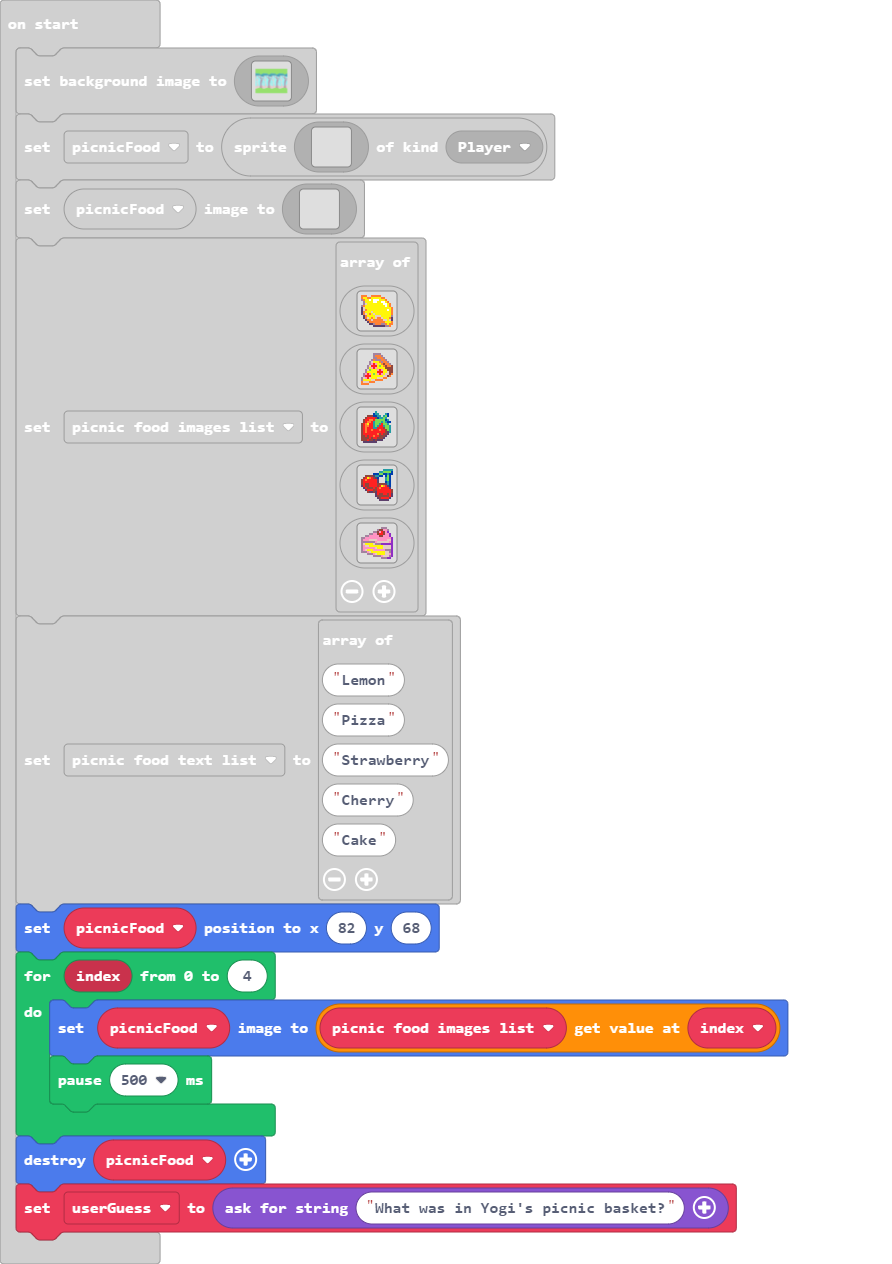 on start
set background image to
set picnicFood to sprite of kind Player
set picnicFood image to
array of
set picnic food images list to
array of
"Lemon"
"Pizza"
set picnic food text list to "Strawberry"
"Cherry"
"Cake"
set picnicFood position to x 82 y 68
for index from 0 to 4
do
set picnicFood image to picnic food images list get value at index
pause 500 ms
destroy picnicFood
set userGuess to ask for string "What was in Yogi's picnic basket?"